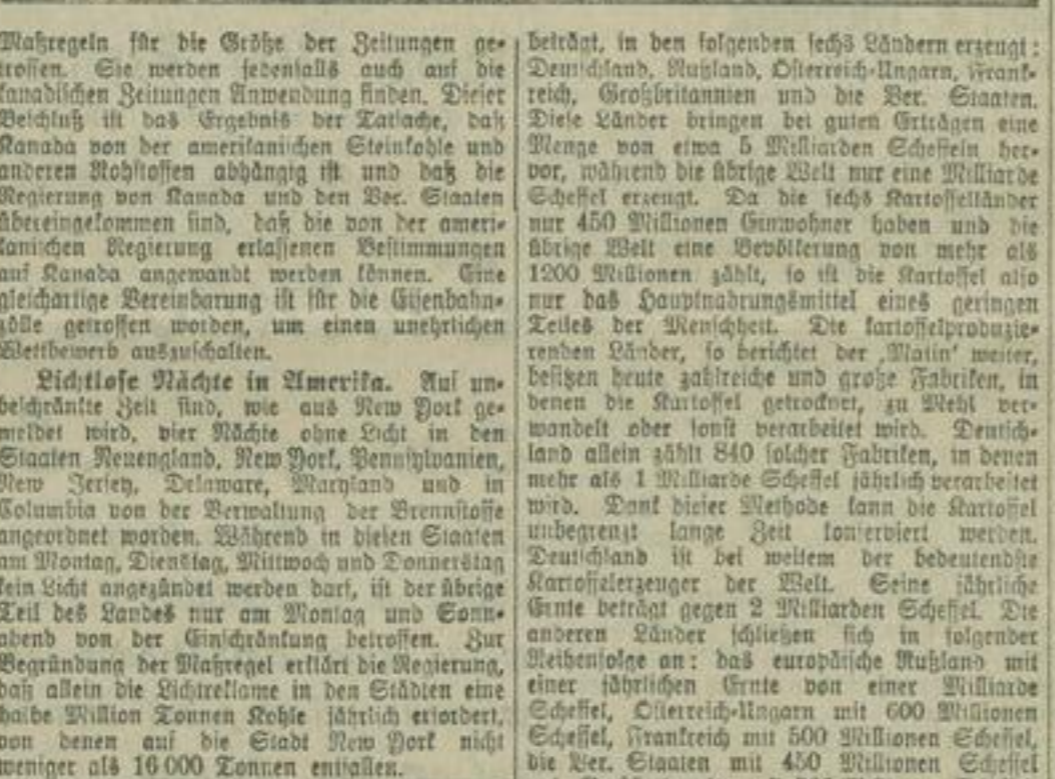 Maßregeln für die Größe der Zeitungen ge-
troffen. Sie werden jedenfalls auch auf die
kanadischen Zeitungen Anwendung finden. Dieser
Beschluß ist das Ergebnis der Tatsache, daß
Kanada von der amerikanischen Steinkohle und
anderen Rohstoffen abhängig ist und daß die
Regierung von Kanada und den Ver. Staaten
übereingekommen sind, daß die von der ameri-
kanischen Regierung erlassenen Bestimmungen
auf Kanada angewandt werden können. Eine
gleichartige Vereinbarung ist für die Eisenbahn-
zölle getroffen worden, um einen unehrlichen
Wettbewerb auszuschalten.
Lichtlose Nächte in Amerika. Auf un-
beschränkte Zeit sind, wie aus New York ge-
meldet wird, vier Nächte ohne Licht in den
Staaten Neuengland, New York, Pennsylvanien,
New Jersey, Delaware, Maryland und in
Columbia von der Verwaltung der Brennstoffe
angeordnet worden. Während in diesen Staaten
am Montag, Dienstag, Mittwoch und Donnerstag
kein Licht angezündet werden darf, ist der übrige
Teil des Landes nur am Montag und Sonn-
abend von der Einschränkung betroffen. Zur
Begründung der Maßregel erklärt die Regierung,
daß allein die Lichtreklame in den Städten eine
halbe Million Tonnen Kohle jährlich erfordert,
von denen auf die Stadt New York nicht
weniger als 16 000 Tonnen entfallen.
beträgt, in den folgenden sechs Ländern erzeugt:
Deutschland, Rußland, Österreich-Ungarn, Frank-
reich, Großbritannien und die Ver. Staaten.
Diese Länder bringen bei guten Erträgen eine
Menge von etwa 5 Milliarden Scheffeln her-
vor, während die übrige Welt nur eine Milliarde
Scheffel erzeugt. Da die sechs Kartoffelländer
nur 450 Millionen Einwohner haben und die
übrige Welt eine Bevölkerung von mehr als
1200 Millionen zählt, so ist die Kartoffel also
nur das Hauptnahrungsmittel eines geringen
Teiles der Menschheit. Die kartoffelproduzie-
renden Länder, so berichtet der ‚Matin' weiter,
besitzen heute zahlreiche und große Fabriken, in
denen die Kartoffel getrocknet, zu Mehl ver-
wandelt oder sonst verarbeitet wird. Deutsch-
land allein zählt 840 solcher Fabriken, in denen
mehr als 1 Milliarde Scheffel jährlich verarbeitet
wird. Dank dieser Methode kann die Kartoffel
unbegrenzt lange Zeit konserviert werden.
Deutschland ist bei weitem der bedeutendste
Kartoffelerzeuger der Welt. Seine jährliche
Ernte beträgt gegen 2 Milliarden Scheffel. Die
anderen Länder schließen sich in folgender
Reihenfolge an: das europäische Rußland mit
einer jährlichen Ernte von einer Milliarde
Scheffel, Österreich-Ungarn mit 600 Millionen
Scheffel, Frankreich mit 500 Millionen Scheffel,
die Ver. Staaten mit 450 Millionen Scheffel